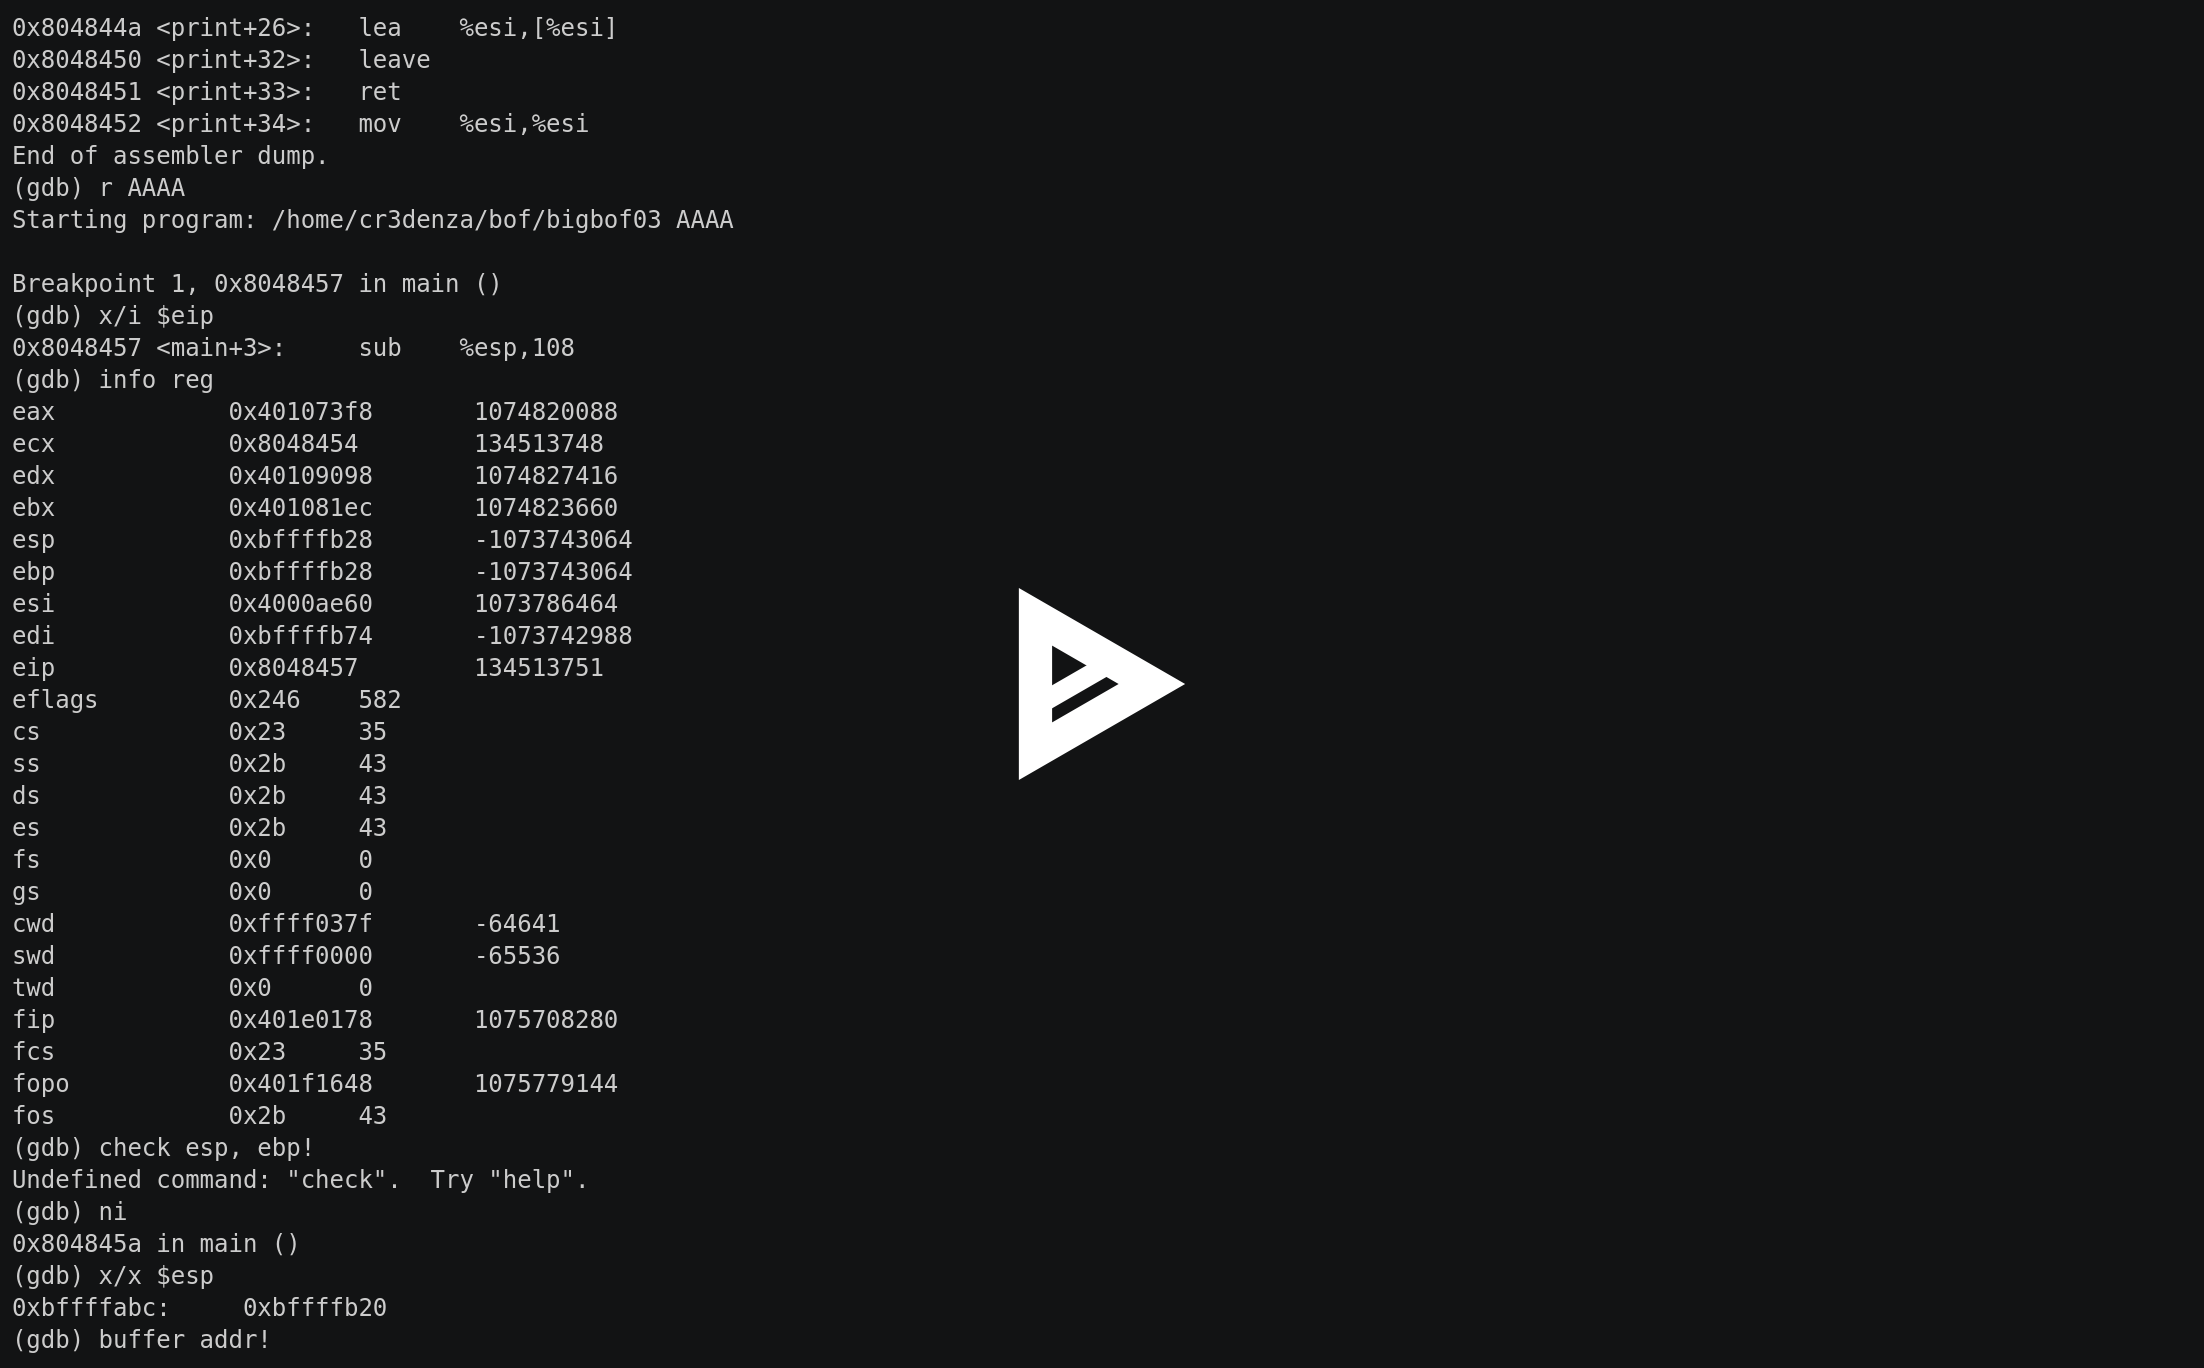 0x804844a <print+26>:   lea    %esi,[%esi]
0x8048450 <print+32>:   leave
0x8048451 <print+33>:   ret
0x8048452 <print+34>:   mov    %esi,%esi
End of assembler dump.
(gdb) r AAAA
Starting program: /home/cr3denza/bof/bigbof03 AAAA

Breakpoint 1, 0x8048457 in main ()
(gdb) x/i $eip
0x8048457 <main+3>:     sub    %esp,108
(gdb) info reg
eax            0x401073f8       1074820088
ecx            0x8048454        134513748
edx            0x40109098       1074827416
ebx            0x401081ec       1074823660
esp            0xbffffb28       -1073743064
ebp            0xbffffb28       -1073743064
esi            0x4000ae60       1073786464
edi            0xbffffb74       -1073742988
eip            0x8048457        134513751
eflags         0x246    582
cs             0x23     35
ss             0x2b     43
ds             0x2b     43
es             0x2b     43
fs             0x0      0
gs             0x0      0
cwd            0xffff037f       -64641
swd            0xffff0000       -65536
twd            0x0      0
fip            0x401e0178       1075708280
fcs            0x23     35
fopo           0x401f1648       1075779144
fos            0x2b     43
(gdb) check esp, ebp!
Undefined command: "check".  Try "help".
(gdb) ni
0x804845a in main ()
(gdb) x/x $esp
0xbffffabc:     0xbffffb20
(gdb) buffer addr!